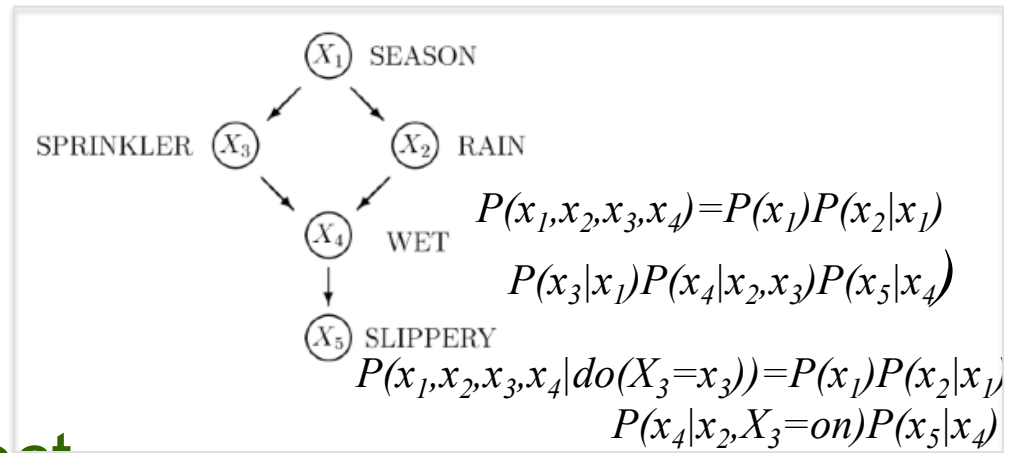 X₁ SEASON
SPRINKLER X₃ X₂ RAIN
P(x₁,x₂,x₃,x₄)=P(x₁)P(x₂|x₁)
X₄ WET
P(x₃|x₁)P(x₄|x₂,x₃)P(x₅|x₄)
X₅ SLIPPERY
P(x₁,x₂,x₃,x₄|do(X₃=x₃))=P(x₁)P(x₂|x₁)
P(x₄|x₂,X₃=on)P(x₅|x₄)